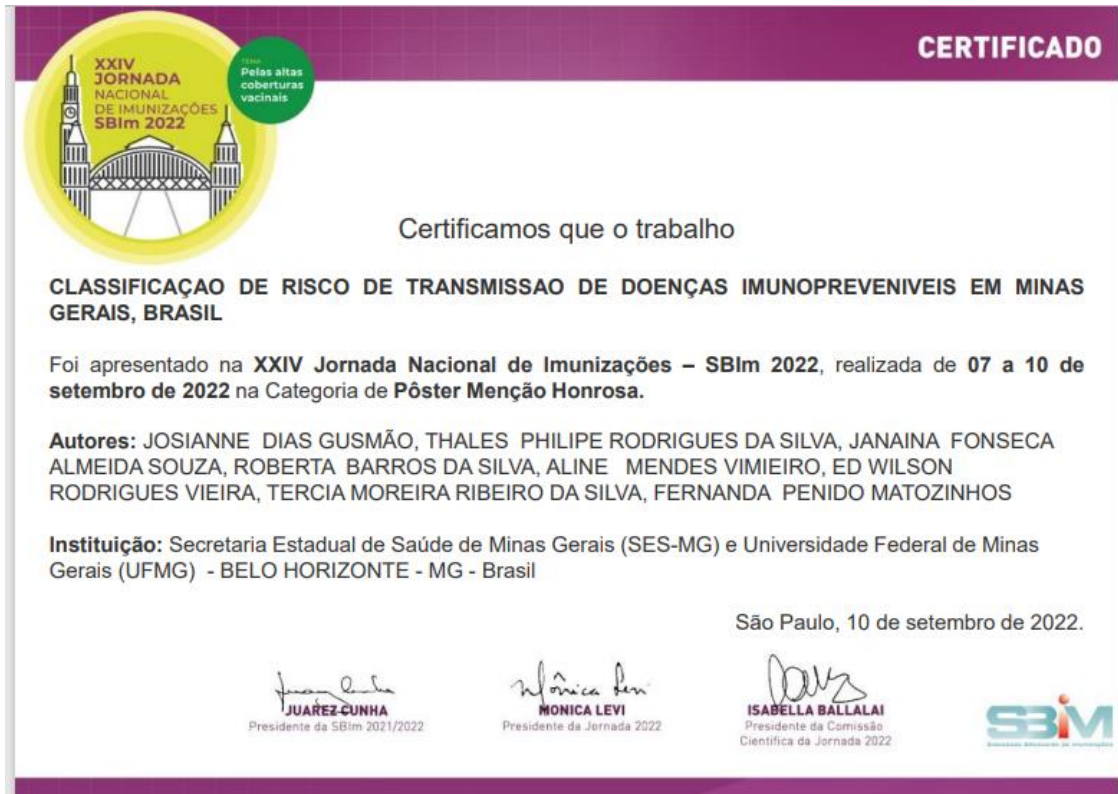 CERTIFICADO
XXIV
JORNADA
NACIONAL
DE IMUNIZAÇÕES
SBIm 2022
TEMA
Pelas altas
coberturas
vacinais
Certificamos que o trabalho
CLASSIFICAÇAO DE RISCO DE TRANSMISSAO DE DOENÇAS IMUNOPREVENIVEIS EM MINAS
GERAIS, BRASIL
Foi apresentado na XXIV Jornada Nacional de Imunizações – SBIm 2022, realizada de 07 a 10 de
setembro de 2022 na Categoria de Pôster Menção Honrosa.
Autores: JOSIANNE DIAS GUSMÃO, THALES PHILIPE RODRIGUES DA SILVA, JANAINA FONSECA
ALMEIDA SOUZA, ROBERTA BARROS DA SILVA, ALINE MENDES VIMIEIRO, ED WILSON
RODRIGUES VIEIRA, TERCIA MOREIRA RIBEIRO DA SILVA, FERNANDA PENIDO MATOZINHOS
Instituição: Secretaria Estadual de Saúde de Minas Gerais (SES-MG) e Universidade Federal de Minas
Gerais (UFMG) - BELO HORIZONTE - MG - Brasil
São Paulo, 10 de setembro de 2022.
Mônica Levi
JUAREZ CUNHA
Presidente da SBIm 2021/2022
MONICA LEVI
Presidente da Jornada 2022
ISABELLA BALLALAI
Presidente da Comissão
Científica da Jornada 2022
SBIM
Sociedade Brasileira de Imunizações